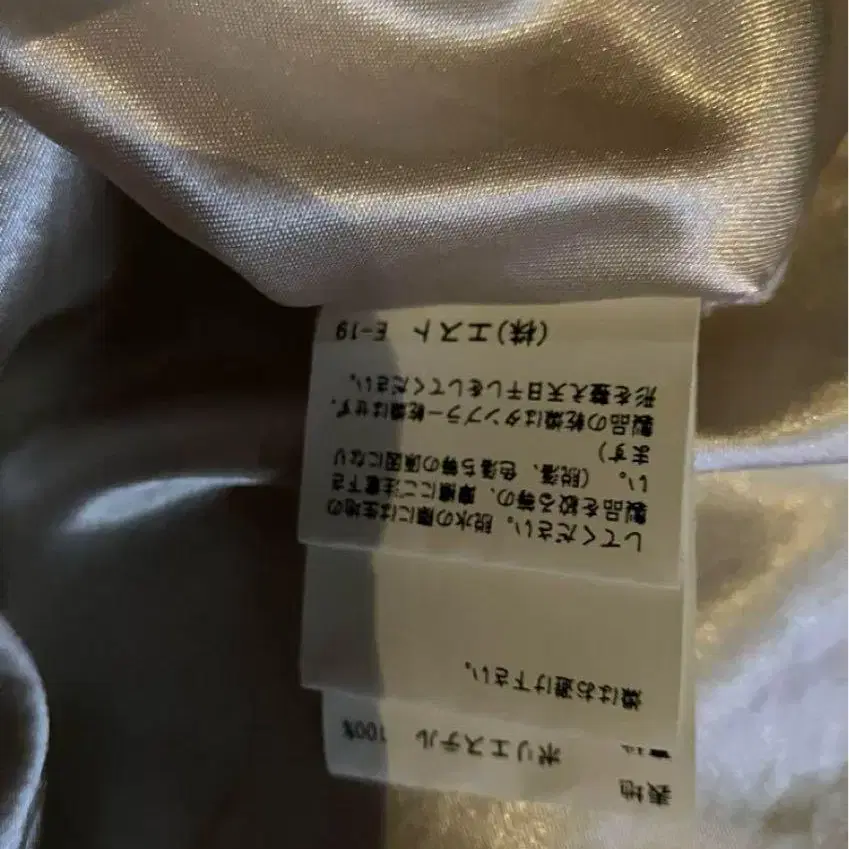 表地
ポリエステル 100%
燥はお避け下さい。
してください。脱水の際には生地の
製品を絞る等の、摩擦にご注意下さ
い。(脱落、色落ち等の原因になり
ます)
製品の乾燥はタンブラー乾燥はせず、
形を整え天日干しをしてください。
(株)エスト E-19